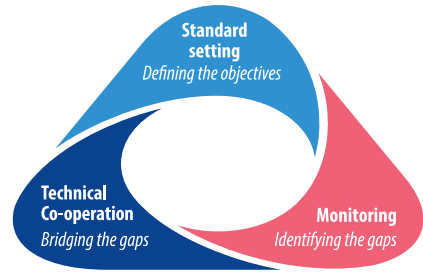 Standard
setting
Defining the objectives
Technical
Co-operation
Bridging the gaps
Monitoring
Identifying the gaps